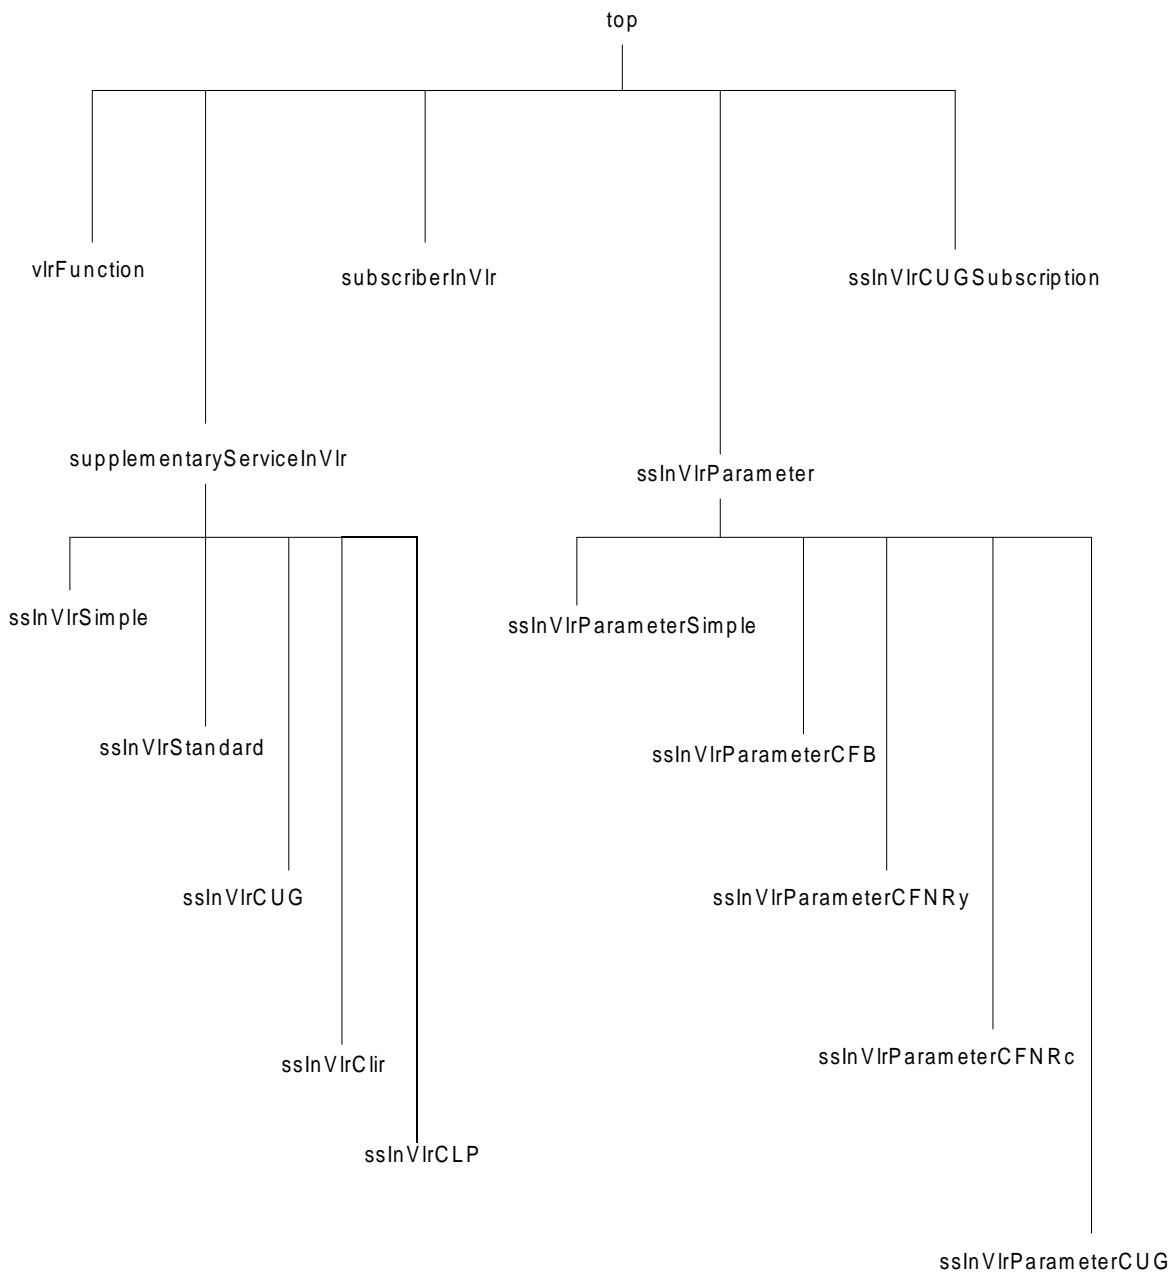 top
vlrFunction
subscriberInVlr
ssInVlrCUGSubscription
supplementaryServiceInVlr
ssInVlrParameter
ssInVlrSimple
ssInVlrParameterSimple
ssInVlrStandard
ssInVlrParameterCFB
ssInVlrCUG
ssInVlrParameterCFNRy
ssInVlrClir
ssInVlrParameterCFNRc
ssInVlrCLP
ssInVlrParameterCUG